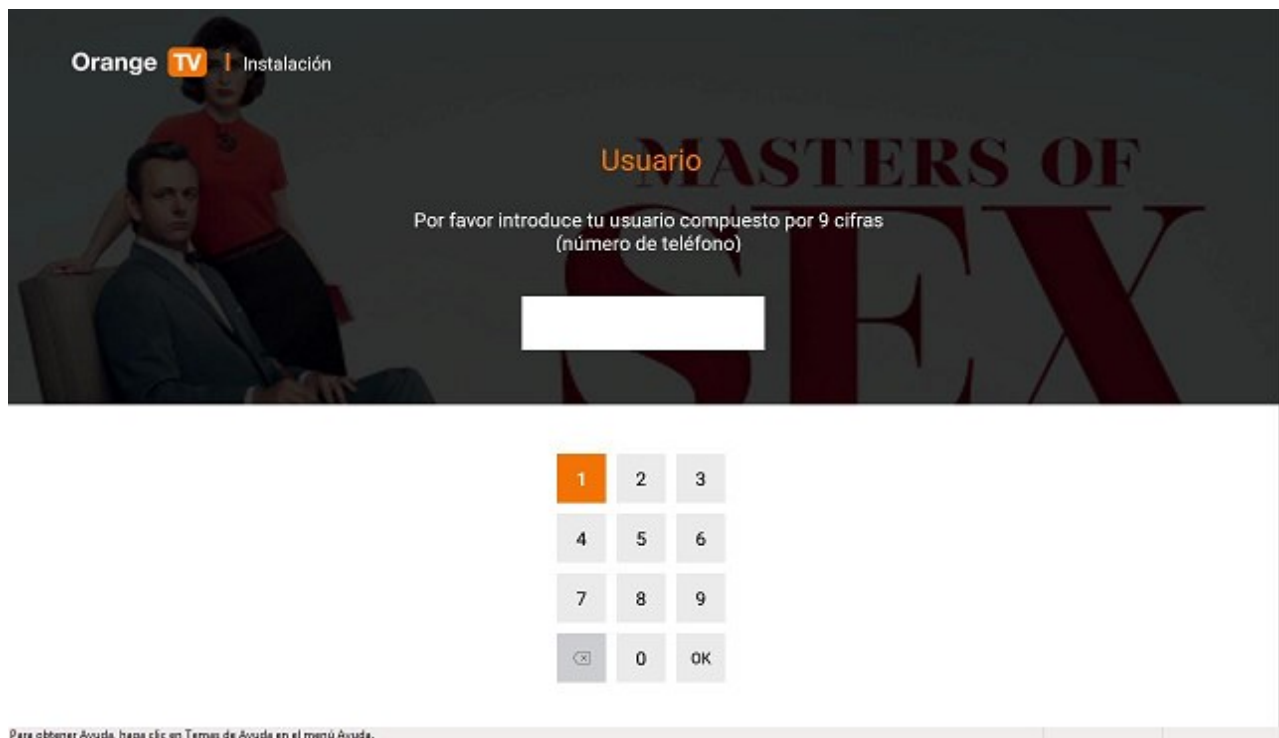 Orange TV | Instalación
MASTERS OF
SEX
Usuario
Por favor introduce tu usuario compuesto por 9 cifras
(número de teléfono)
1 2 3
4 5 6
7 8 9
0 OK
Para obtener Ayuda, haga clic en Temas de Ayuda en el menú Ayuda.